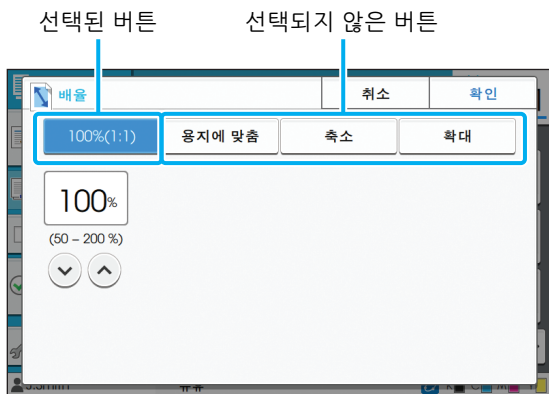 선택된 버튼 선택되지 않은 버튼
배율 취소 확인
100%(1:1) 용지에 맞춤 축소 확대
100%
(50 – 200 %)